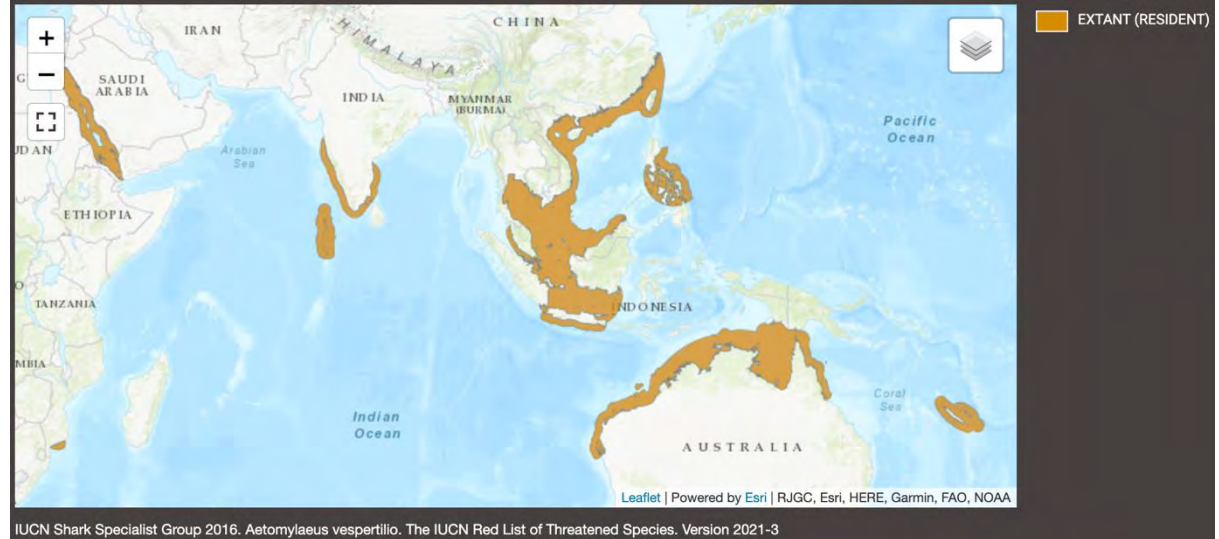 +
−
EXTANT (RESIDENT)
CHINA
IRAN
HIMALAYA
SAUDI
ARABIA
INDIA
MYANMAR
(BURMA)
Pacific
Ocean
Arabian
Sea
ETHIOPIA
TANZANIA
INDONESIA
MBIA
Coral
Sea
Indian
Ocean
AUSTRALIA
Leaflet | Powered by Esri | RJGC, Esri, HERE, Garmin, FAO, NOAA
IUCN Shark Specialist Group 2016. Aetomylaeus vespertilio. The IUCN Red List of Threatened Species. Version 2021-3